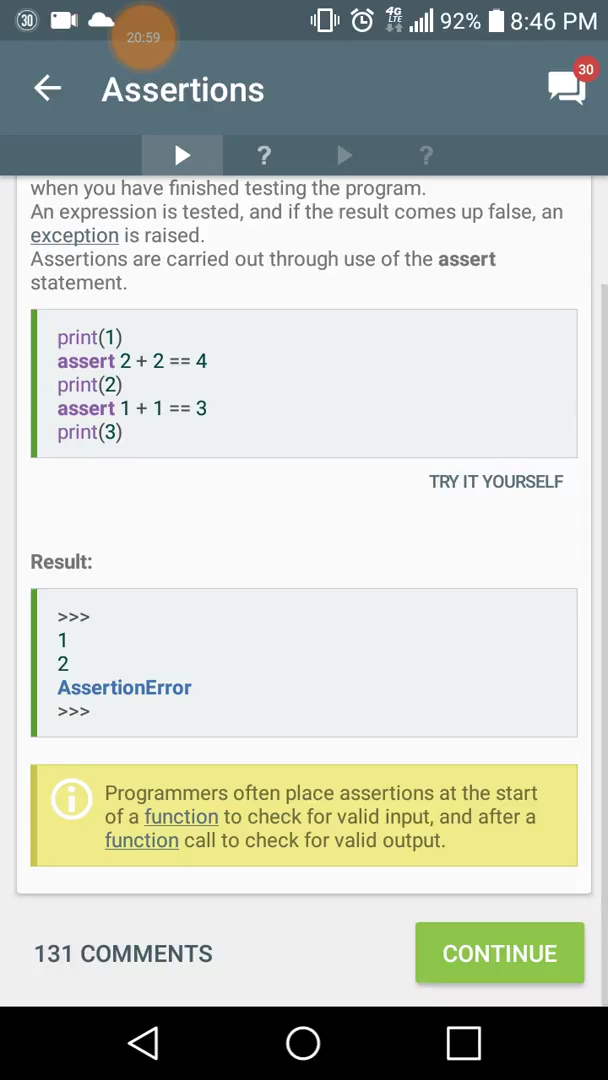 30 20:59 4G LTE 92% 8:46 PM
Assertions 30
? ?
when you have finished testing the program.
An expression is tested, and if the result comes up false, an
exception is raised.
Assertions are carried out through use of the assert
statement.
print(1)
assert 2 + 2 == 4
print(2)
assert 1 + 1 == 3
print(3)
TRY IT YOURSELF
Result:
>>>
1
2
AssertionError
>>>
Programmers often place assertions at the start
of a function to check for valid input, and after a
function call to check for valid output.
131 COMMENTS CONTINUE